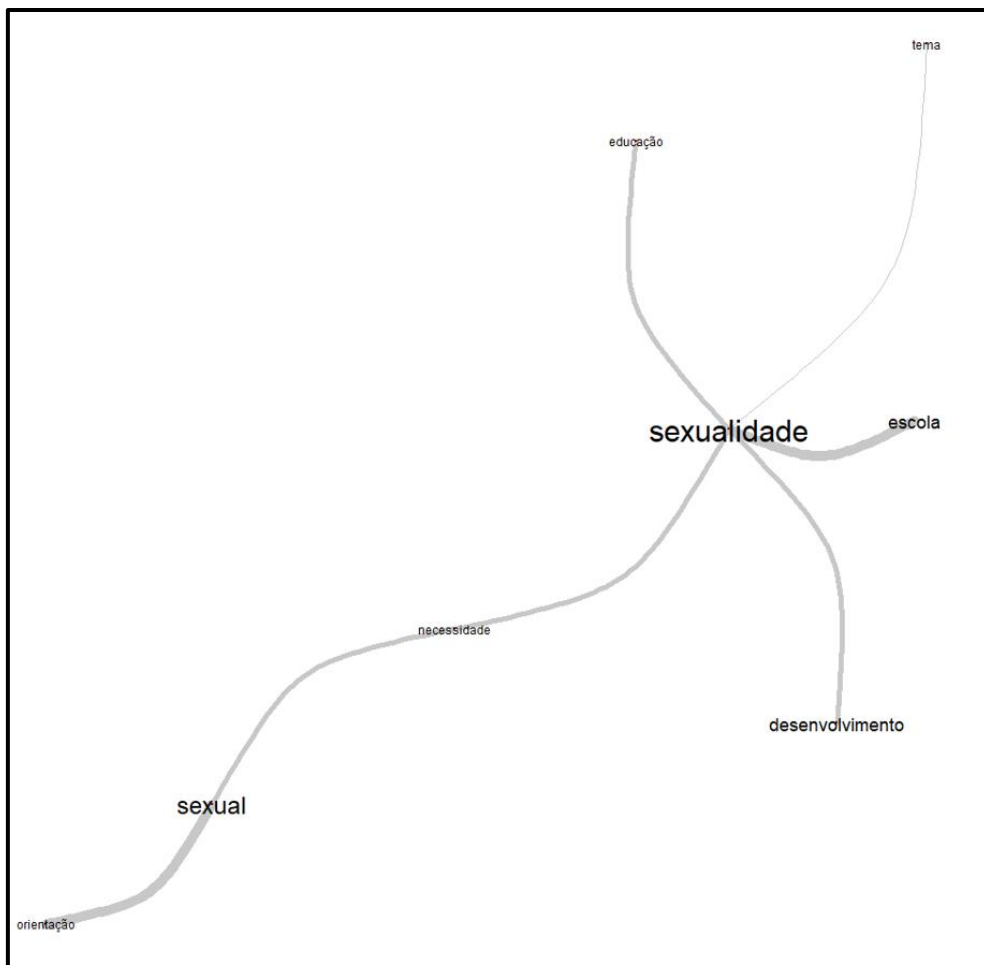 tema
educação
sexualidade
escola
necessidade
desenvolvimento
sexual
orientação